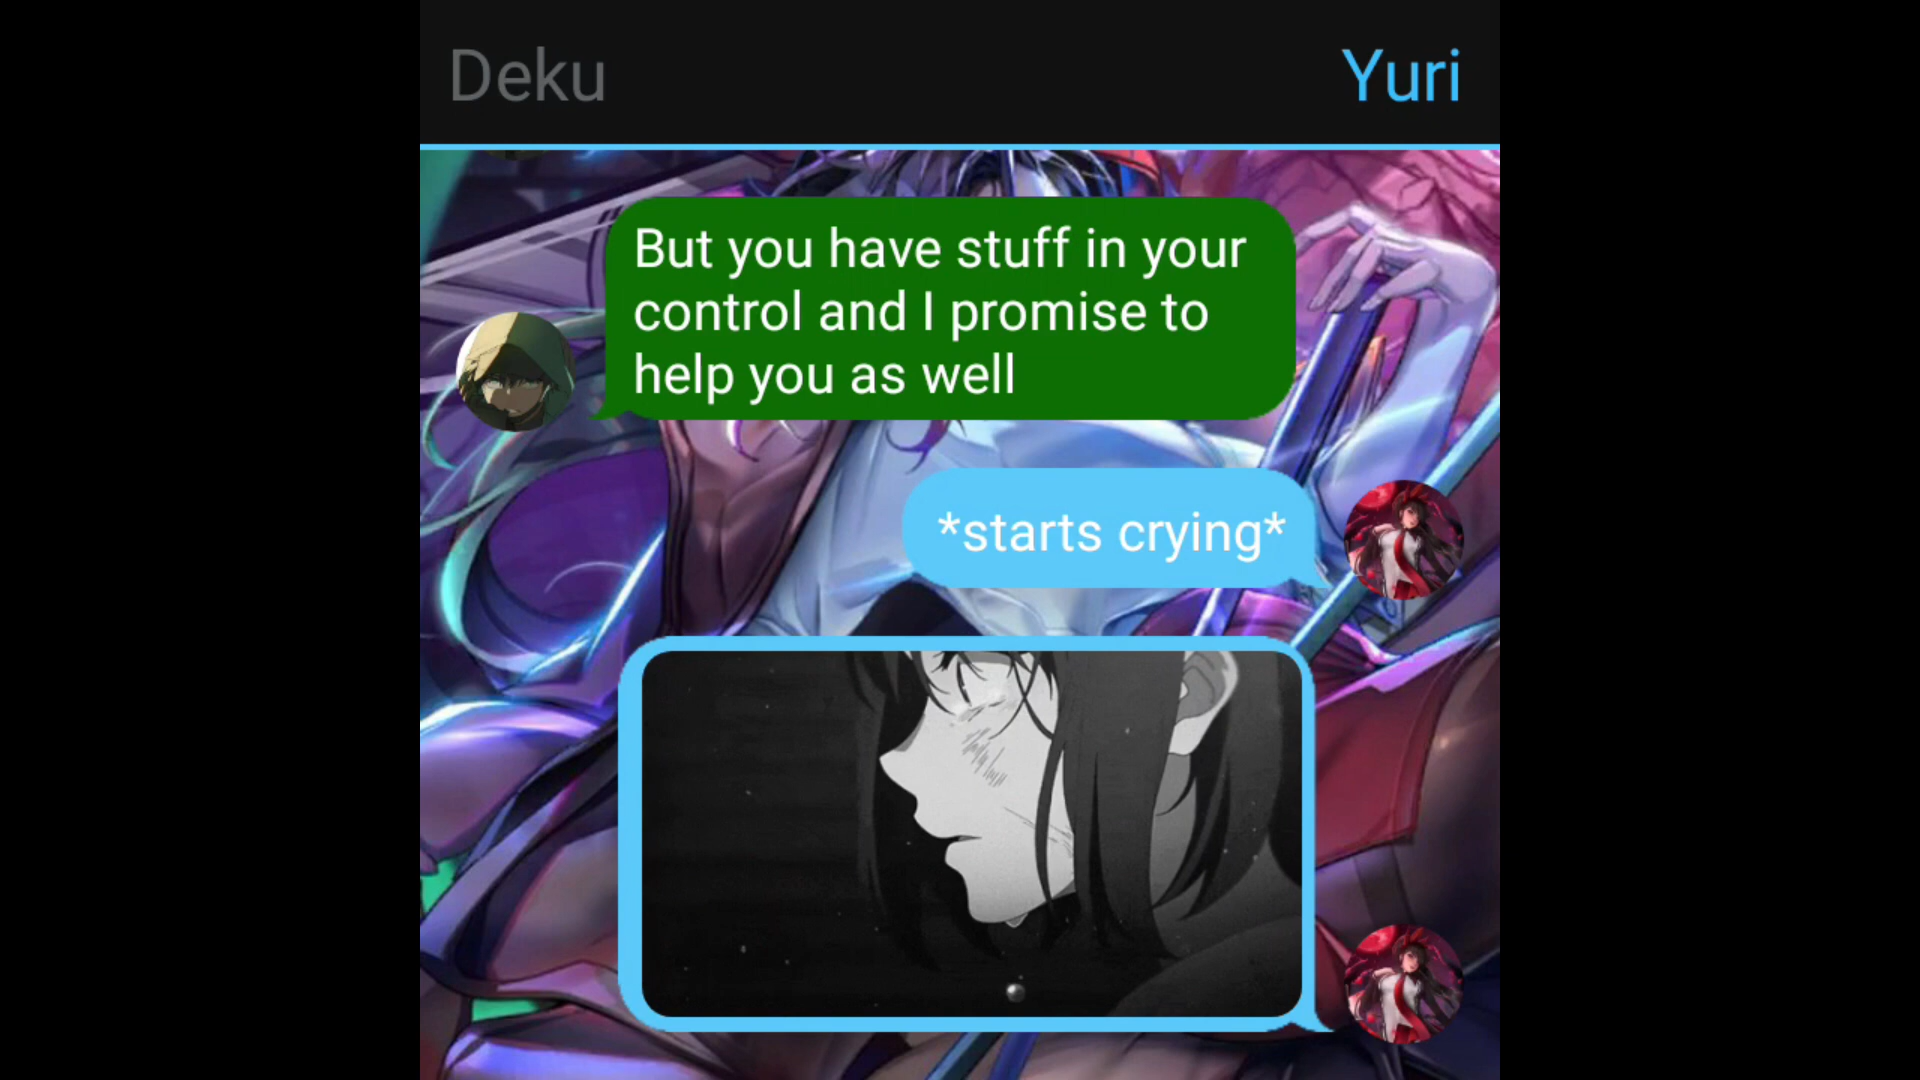 Deku
Yuri
But you have stuff in your
control and I promise to
help you as well
*starts crying*